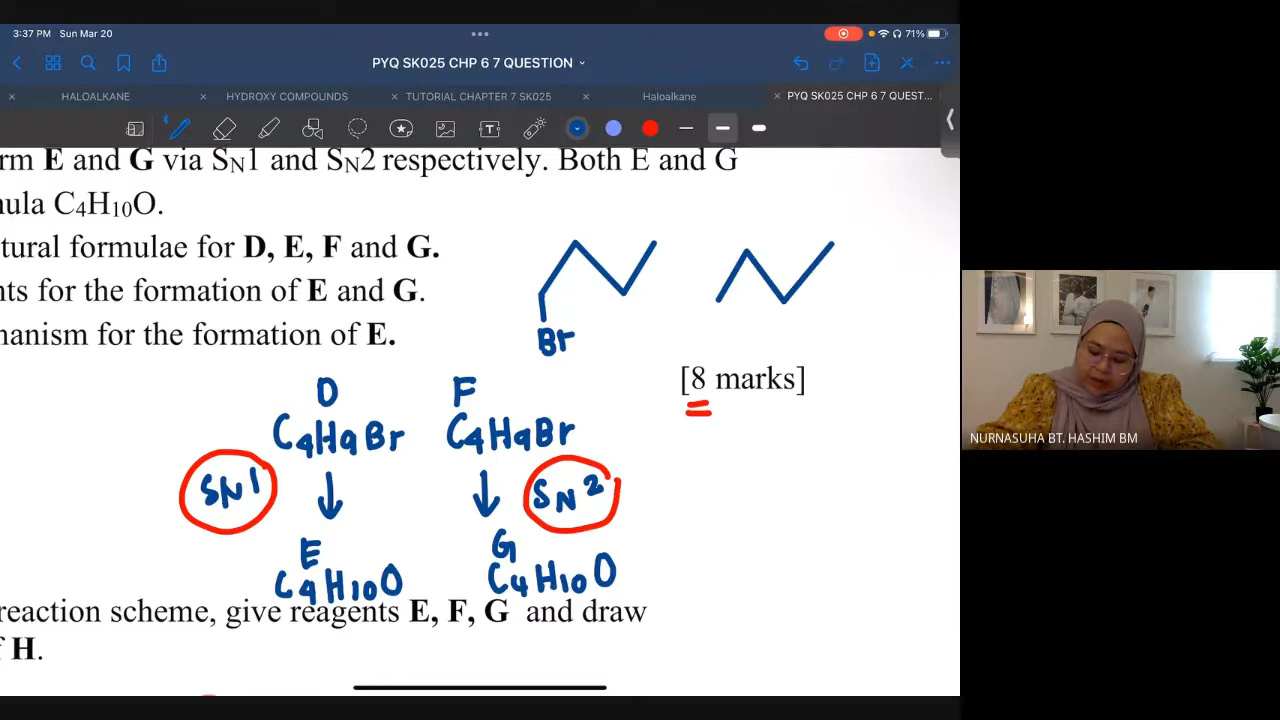 3:37 PM Sun Mar 20
71%
PYQ SK025 CHP 6 7 QUESTION
HALOALKANE
HYDROXY COMPOUNDS
TUTORIAL CHAPTER 7 SK025
Haloalkane
PYQ SK025 CHP 6 7 QUEST...
rm E and G via SN1 and SN2 respectively. Both E and G
ula C4H10O.
tural formulae for D, E, F and G.
nts for the formation of E and G.
hanism for the formation of E.
Br
[8 marks]
D F
C4H9Br C4H9Br
SN1 SN2
E G
C4H10O C4H10O
reaction scheme, give reagents E, F, G and draw
f H.
NURNASUHA BT. HASHIM BM